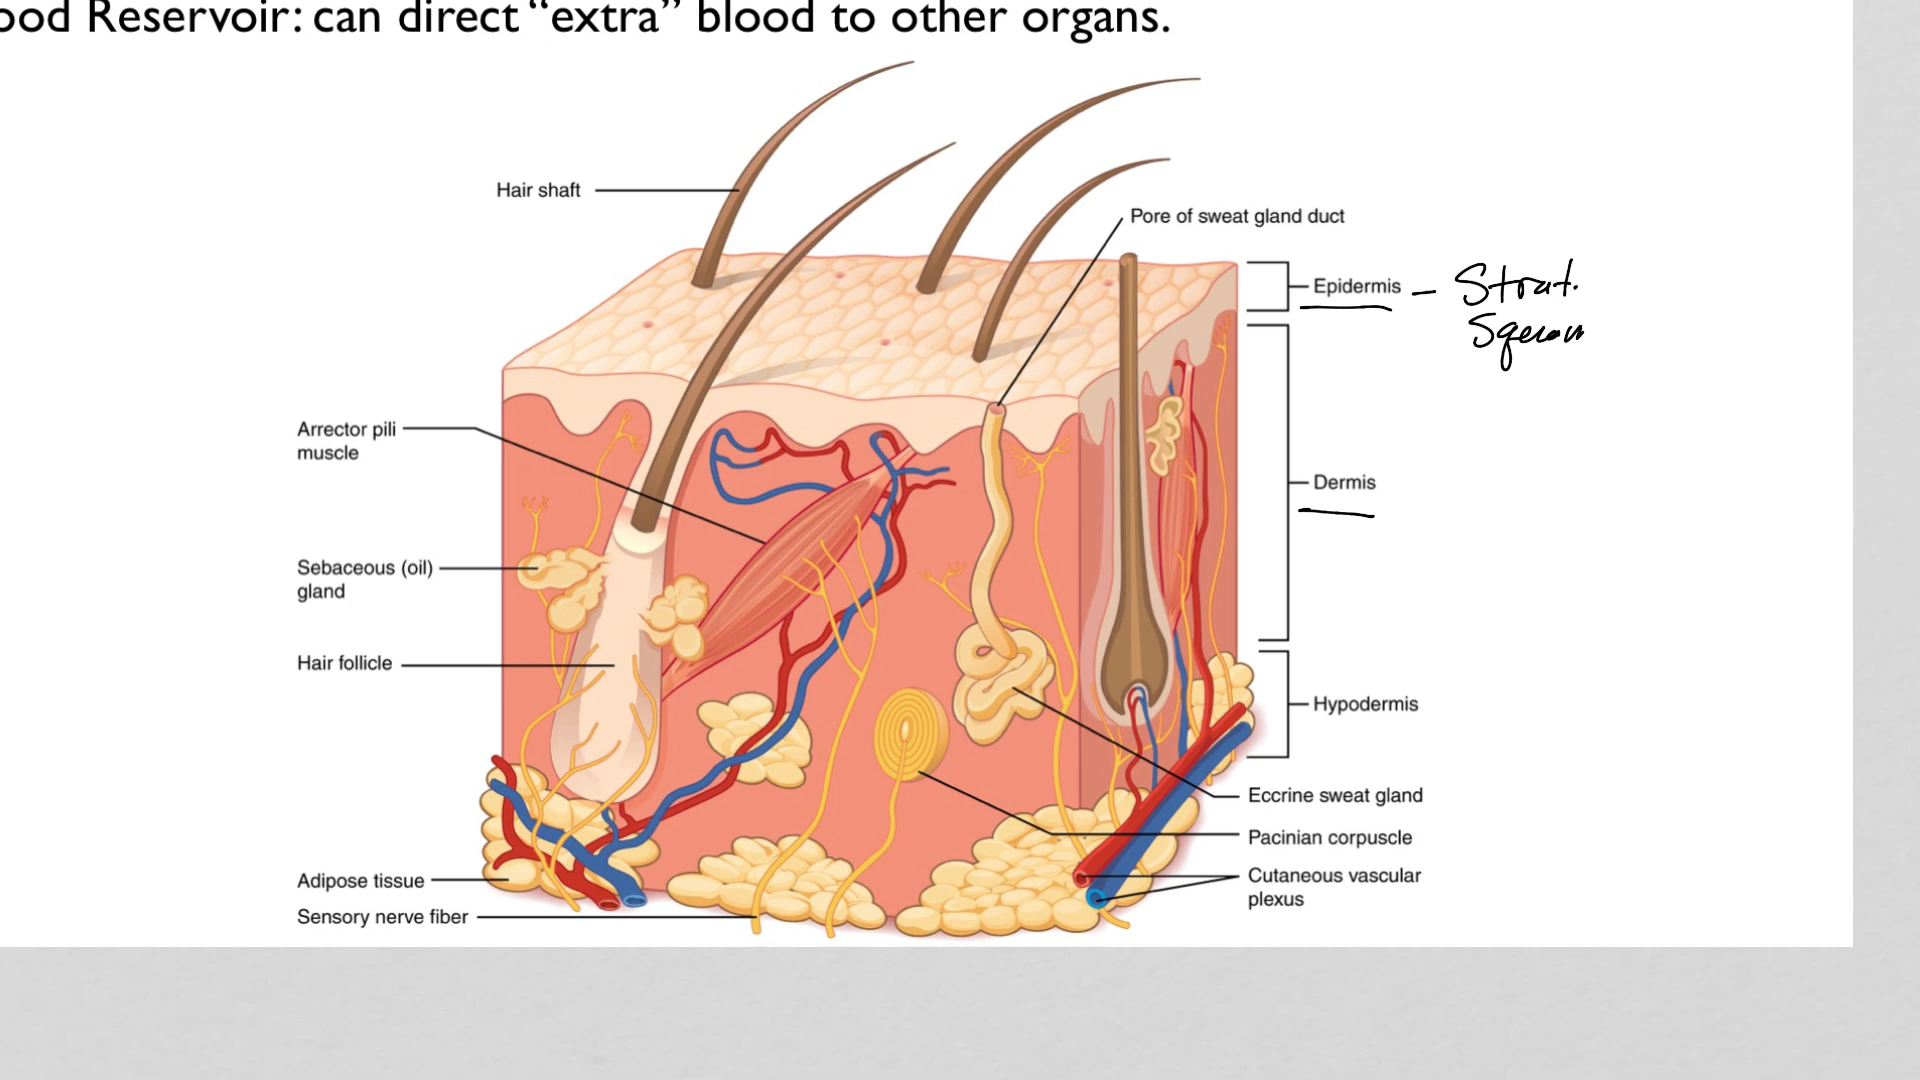 ood Reservoir: can direct “extra” blood to other organs.
Hair shaft
Pore of sweat gland duct
Epidermis – Strat.
Arrector pili
muscle
Dermis
Sebaceous (oil)
gland
Hair follicle
Hypodermis
Eccrine sweat gland
Pacinian corpuscle
Adipose tissue
Cutaneous vascular
plexus
Sensory nerve fiber